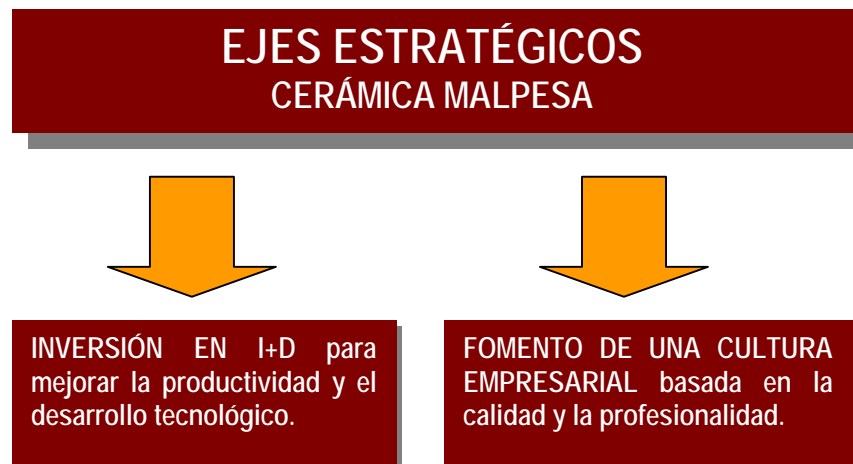 EJES ESTRATÉGICOS
CERÁMICA MALPESA
INVERSIÓN EN I+D para
mejorar la productividad y el
desarrollo tecnológico.
FOMENTO DE UNA CULTURA
EMPRESARIAL basada en la
calidad y la profesionalidad.